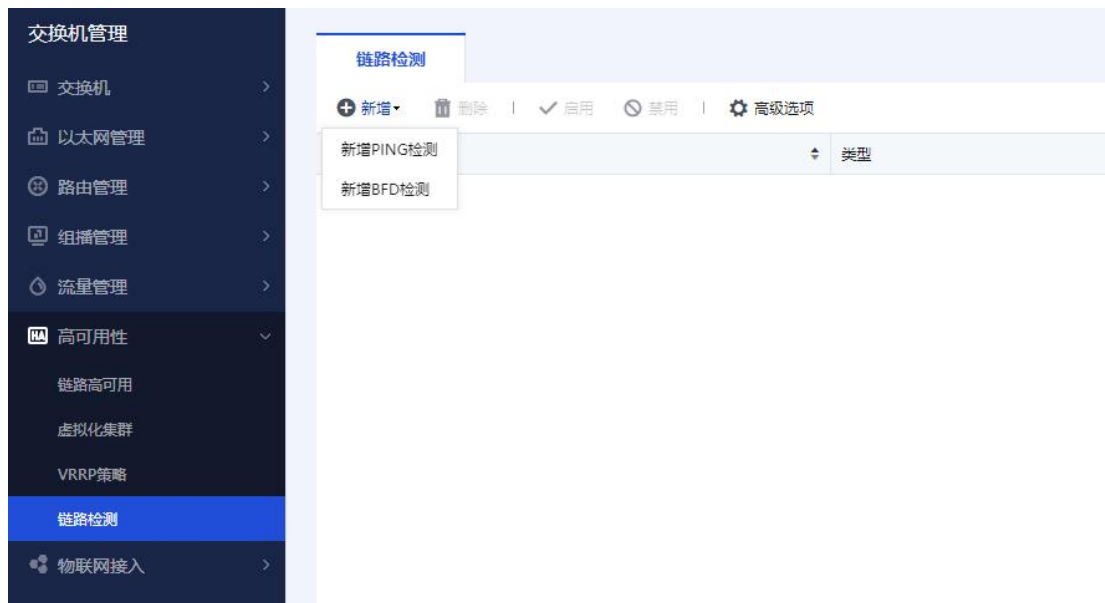 交换机管理
交换机
以太网管理
路由管理
组播管理
流量管理
HA 高可用性
链路高可用
虚拟化集群
VRRP策略
链路检测
物联网接入
链路检测
新增 删除 启用 禁用 高级选项
新增PING检测
新增BFD检测
类型